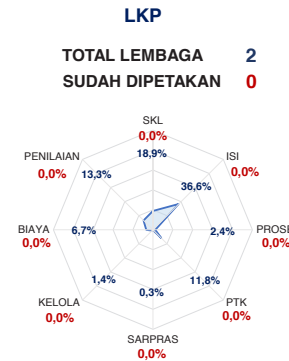 LKP
TOTAL LEMBAGA 2
SUDAH DIPETAKAN 0
SKL
0,0%
18,9%
PENILAIAN
0,0%
13,3%
ISI
0,0%
36,6%
BIAYA
0,0%
6,7%
2,4%
PROSE
0,0%
1,4%
11,8%
KELOLA
0,0%
0,3%
PTK
0,0%
SARPRAS
0,0%